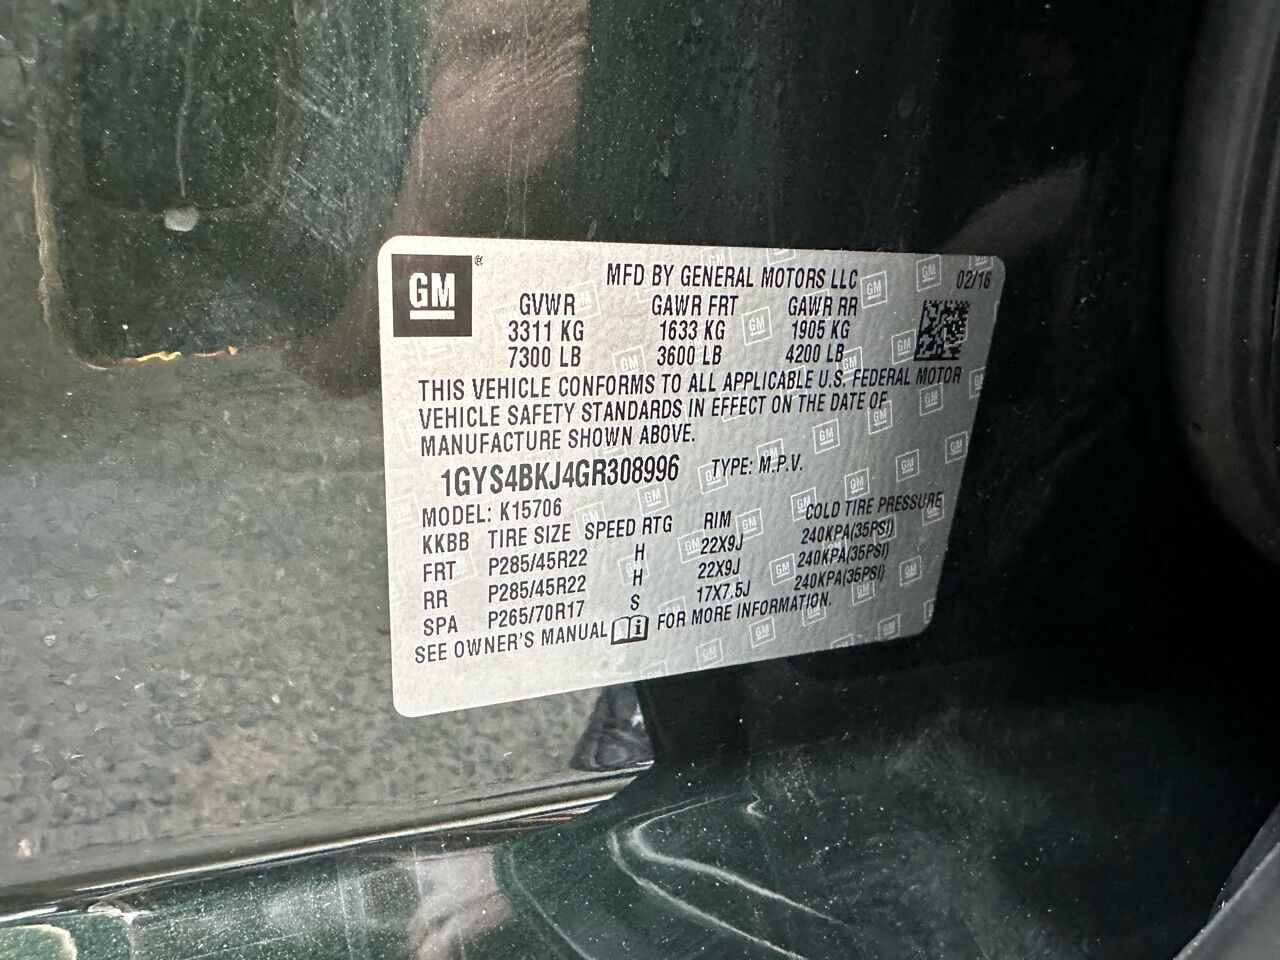 GM®
MFD BY GENERAL MOTORS LLC 02/16
GVWR GAWR FRT GAWR RR
3311 KG 1633 KG 1905 KG
7300 LB 3600 LB 4200 LB
THIS VEHICLE CONFORMS TO ALL APPLICABLE U.S. FEDERAL MOTOR
VEHICLE SAFETY STANDARDS IN EFFECT ON THE DATE OF
MANUFACTURE SHOWN ABOVE.
1GYS4BKJ4GR308996 TYPE: M.P.V.
MODEL: K15706
KKBB TIRE SIZE SPEED RTG RIM COLD TIRE PRESSURE
FRT P285/45R22 H 22X9J 240KPA(35PSI)
RR P285/45R22 H 22X9J 240KPA(35PSI)
SPA P265/70R17 S 17X7.5J 240KPA(35PSI)
SEE OWNER'S MANUAL FOR MORE INFORMATION.